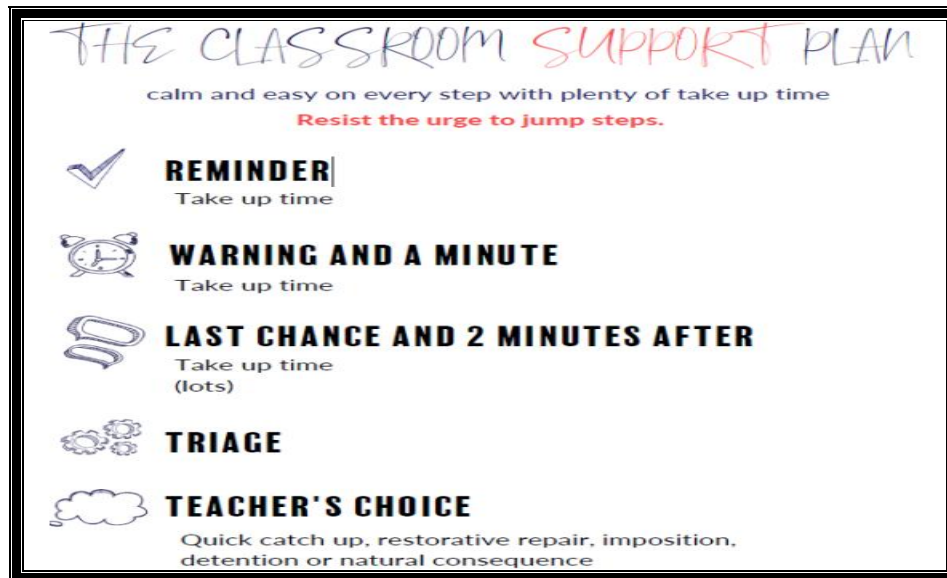 THE CLASSROOM SUPPORT PLAN
calm and easy on every step with plenty of take up time
Resist the urge to jump steps.
REMINDER
Take up time
WARNING AND A MINUTE
Take up time
LAST CHANCE AND 2 MINUTES AFTER
Take up time
(lots)
TRIAGE
TEACHER'S CHOICE
Quick catch up, restorative repair, imposition,
detention or natural consequence